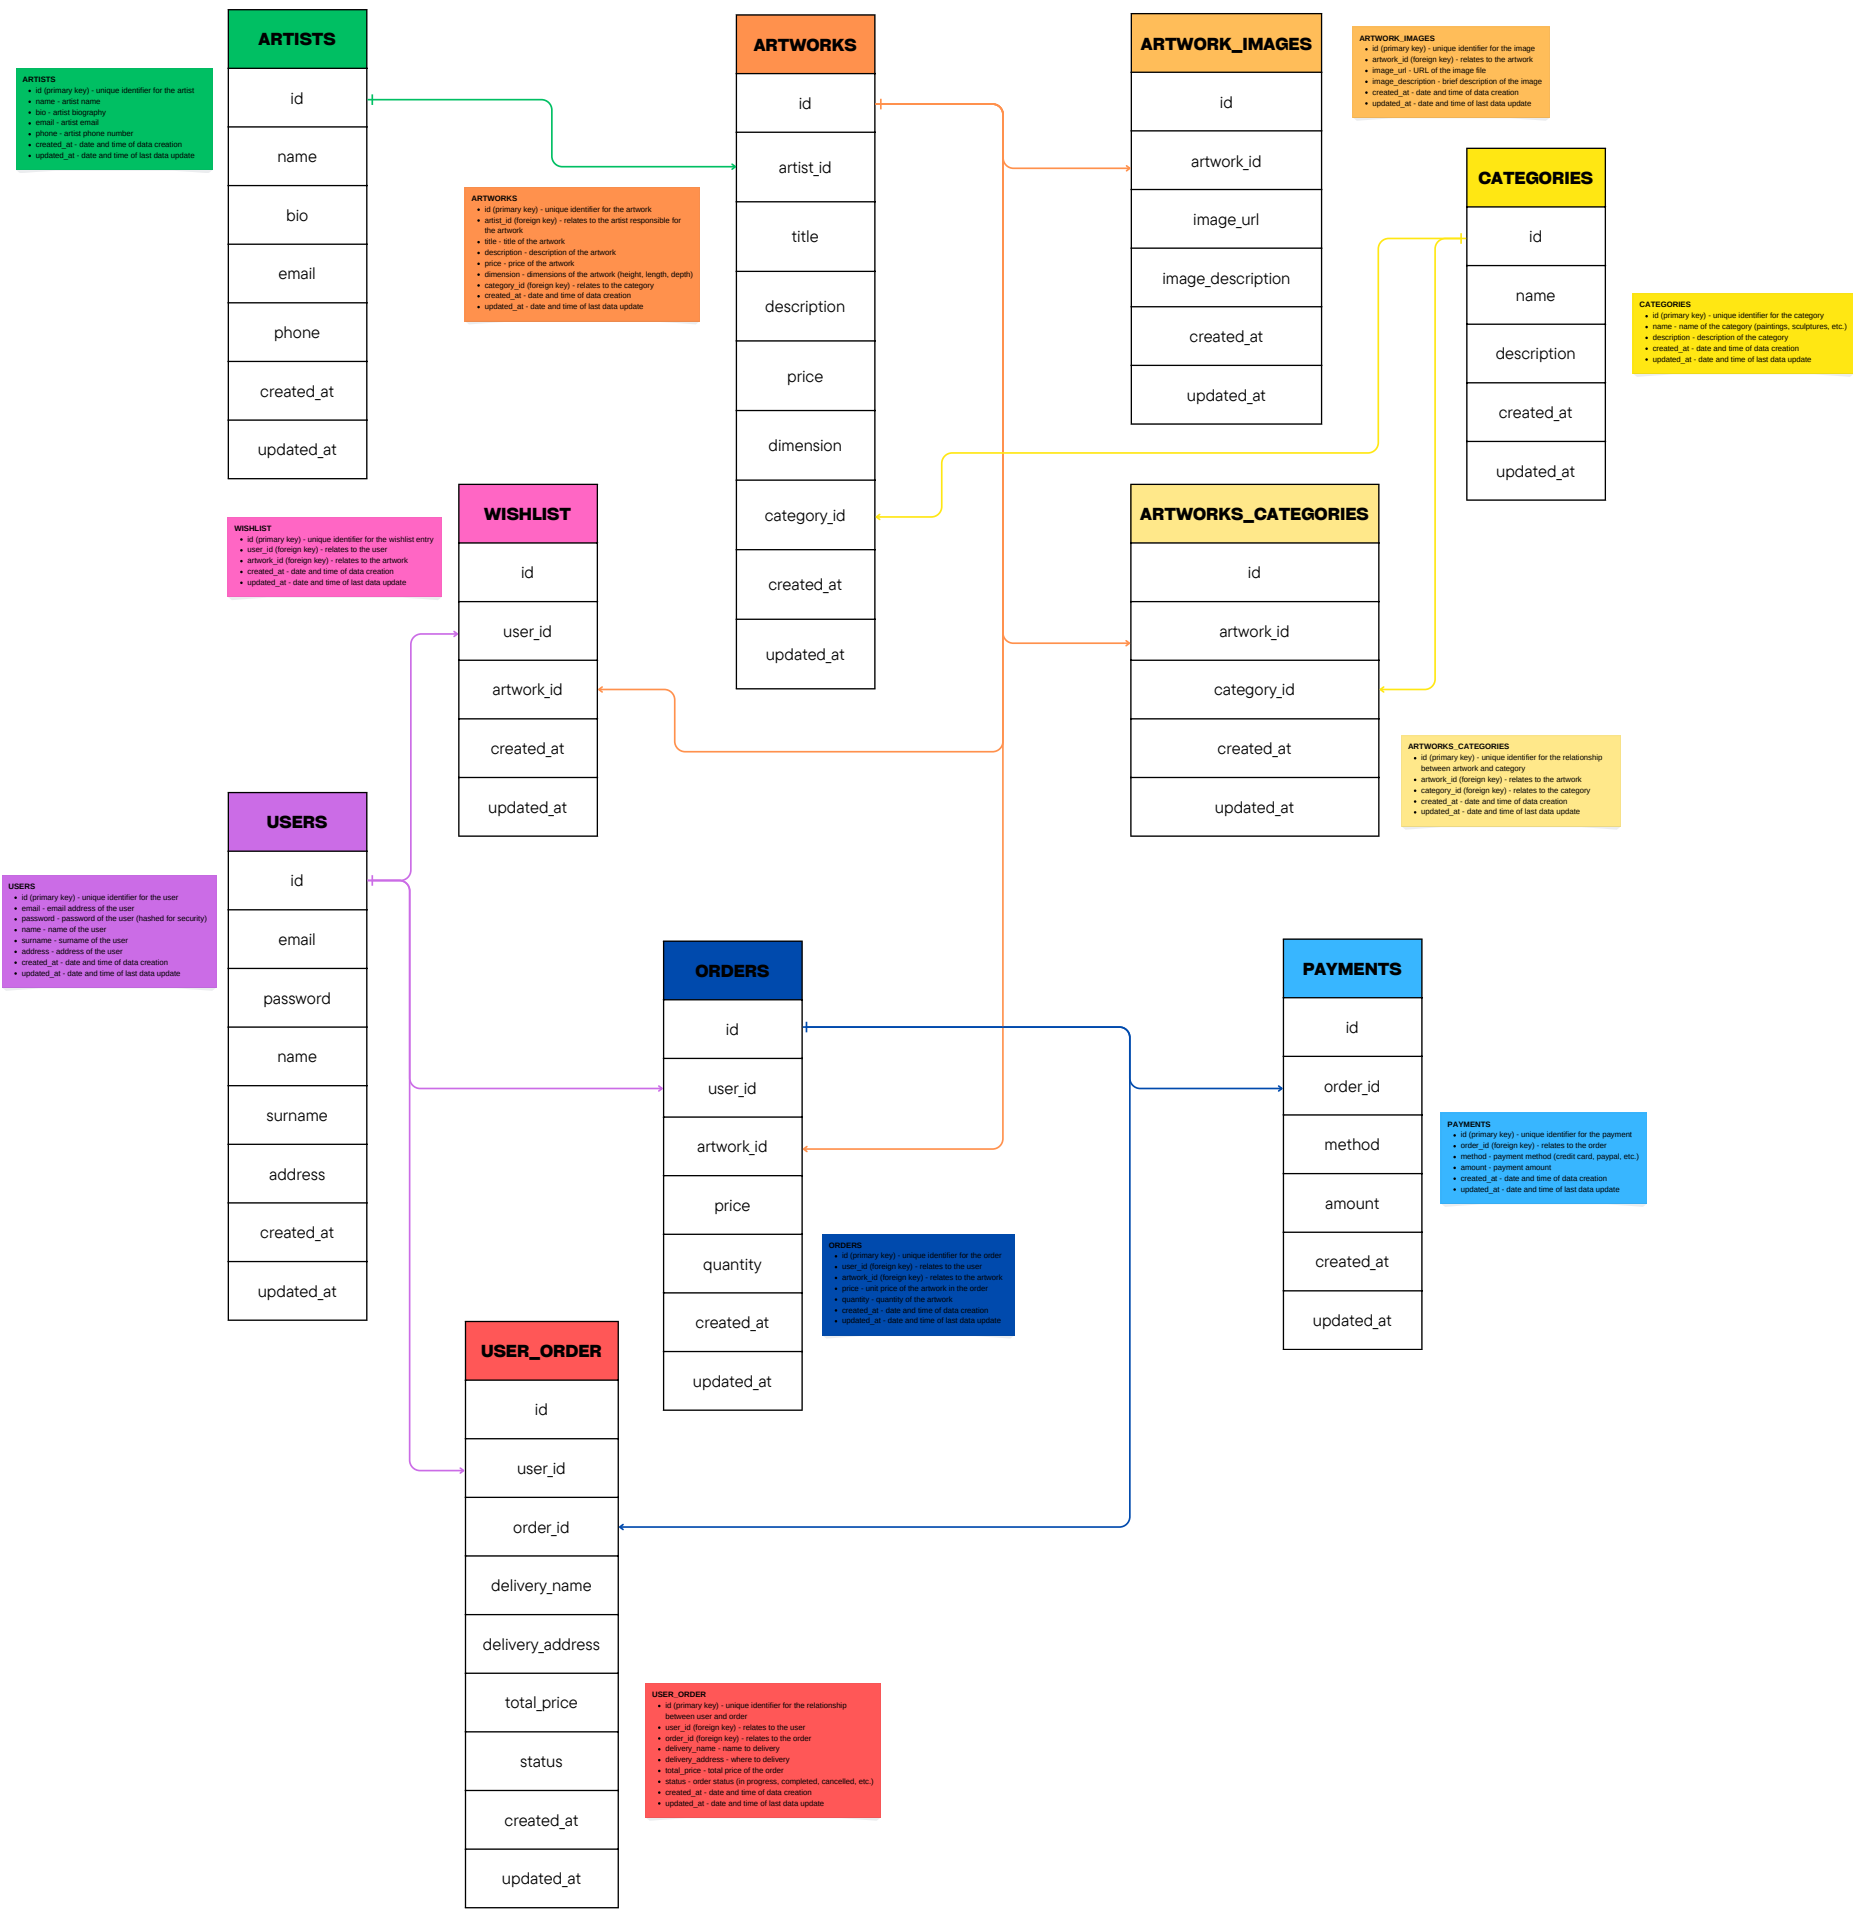 ARTISTS
id
name
bio
email
phone
created_at
updated_at
ARTISTS
• id (primary key) - unique identifier for the artist
• name - artist name
• bio - artist biography
• email - artist email
• phone - artist phone number
• created_at - date and time of data creation
• updated_at - date and time of last data update
ARTWORKS
id
artist_id
title
description
price
dimension
category_id
created_at
updated_at
ARTWORKS
• id (primary key) - unique identifier for the artwork
• artist_id (foreign key) - relates to the artist responsible for
the artwork
• title - title of the artwork
• description - description of the artwork
• price - price of the artwork
• dimension - dimensions of the artwork (height, length, depth)
• category_id (foreign key) - relates to the category
• created_at - date and time of data creation
• updated_at - date and time of last data update
ARTWORK_IMAGES
id
artwork_id
image_url
image_description
created_at
updated_at
ARTWORK_IMAGES
• id (primary key) - unique identifier for the image
• artwork_id (foreign key) - relates to the artwork
• image_url - URL of the image file
• image_description - brief description of the image
• created_at - date and time of data creation
• updated_at - date and time of last data update
CATEGORIES
id
name
description
created_at
updated_at
CATEGORIES
• id (primary key) - unique identifier for the category
• name - name of the category (paintings, sculptures, etc.)
• description - description of the category
• created_at - date and time of data creation
• updated_at - date and time of last data update
WISHLIST
id
user_id
artwork_id
created_at
updated_at
WISHLIST
• id (primary key) - unique identifier for the wishlist entry
• user_id (foreign key) - relates to the user
• artwork_id (foreign key) - relates to the artwork
• created_at - date and time of data creation
• updated_at - date and time of last data update
ARTWORKS_CATEGORIES
id
artwork_id
category_id
created_at
updated_at
ARTWORKS_CATEGORIES
• id (primary key) - unique identifier for the relationship
between artwork and category
• artwork_id (foreign key) - relates to the artwork
• category_id (foreign key) - relates to the category
• created_at - date and time of data creation
• updated_at - date and time of last data update
USERS
id
email
password
name
surname
address
created_at
updated_at
USERS
• id (primary key) - unique identifier for the user
• email - email address of the user
• password - password of the user (hashed for security)
• name - name of the user
• surname - surname of the user
• address - address of the user
• created_at - date and time of data creation
• updated_at - date and time of last data update
ORDERS
id
user_id
artwork_id
price
quantity
created_at
updated_at
ORDERS
• id (primary key) - unique identifier for the order
• user_id (foreign key) - relates to the user
• artwork_id (foreign key) - relates to the artwork
• price - unit price of the artwork in the order
• quantity - quantity of the artwork
• created_at - date and time of data creation
• updated_at - date and time of last data update
PAYMENTS
id
order_id
method
amount
created_at
updated_at
PAYMENTS
• id (primary key) - unique identifier for the payment
• order_id (foreign key) - relates to the order
• method - payment method (credit card, paypal, etc.)
• amount - payment amount
• created_at - date and time of data creation
• updated_at - date and time of last data update
USER_ORDER
id
user_id
order_id
delivery_name
delivery_address
total_price
status
created_at
updated_at
USER_ORDER
• id (primary key) - unique identifier for the relationship
between user and order
• user_id (foreign key) - relates to the user
• order_id (foreign key) - relates to the order
• delivery_name - name to delivery
• delivery_address - where to delivery
• total_price - total price of the order
• status - order status (in progress, completed, cancelled, etc.)
• created_at - date and time of data creation
• updated_at - date and time of last data update